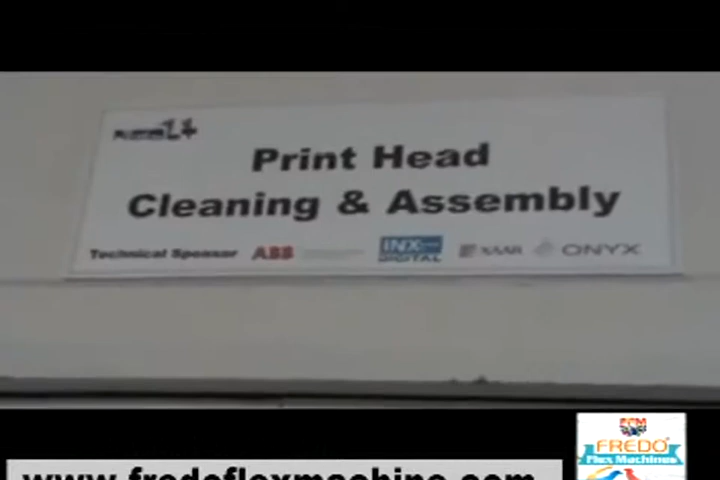 Print Head
Cleaning & Assembly
Technical Sponsor ABB INX DIGITAL XAAR ONYX
www.fredoflexmachine.com
FREDO
Flex Machines